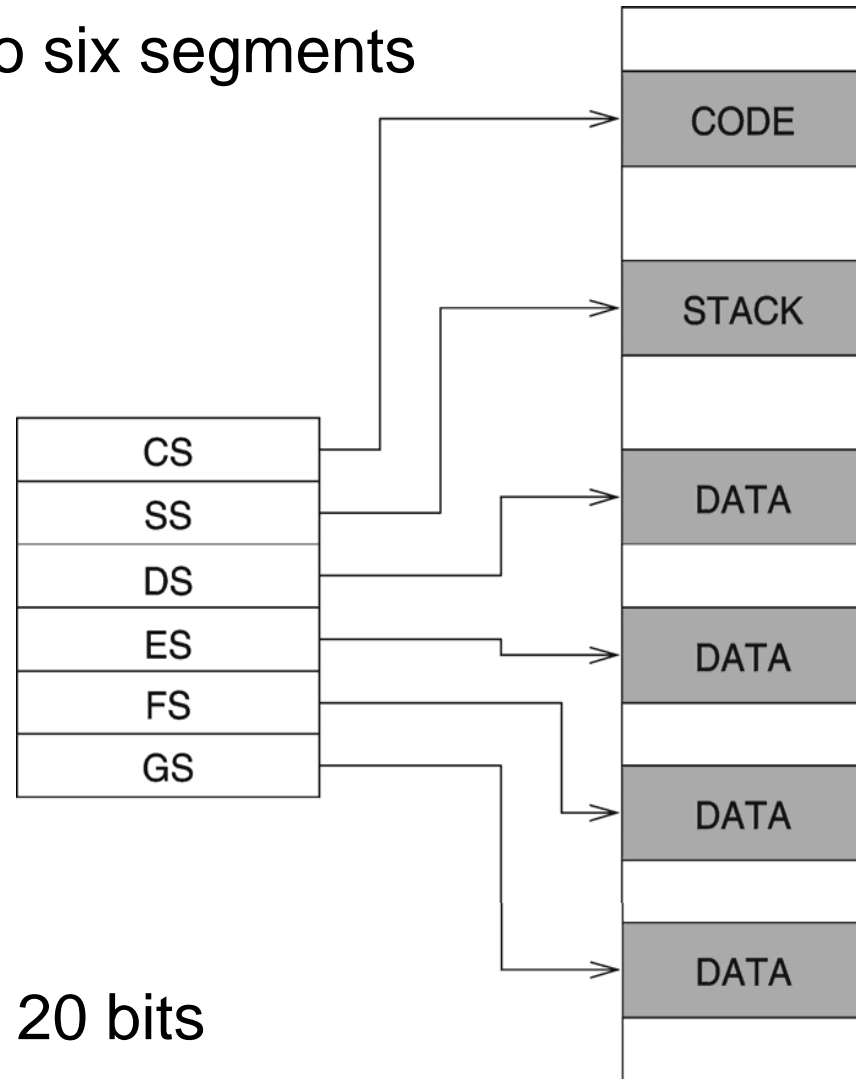 o six segments
CODE
STACK
CS
SS
DS
ES
FS
GS
DATA
DATA
DATA
DATA
20 bits